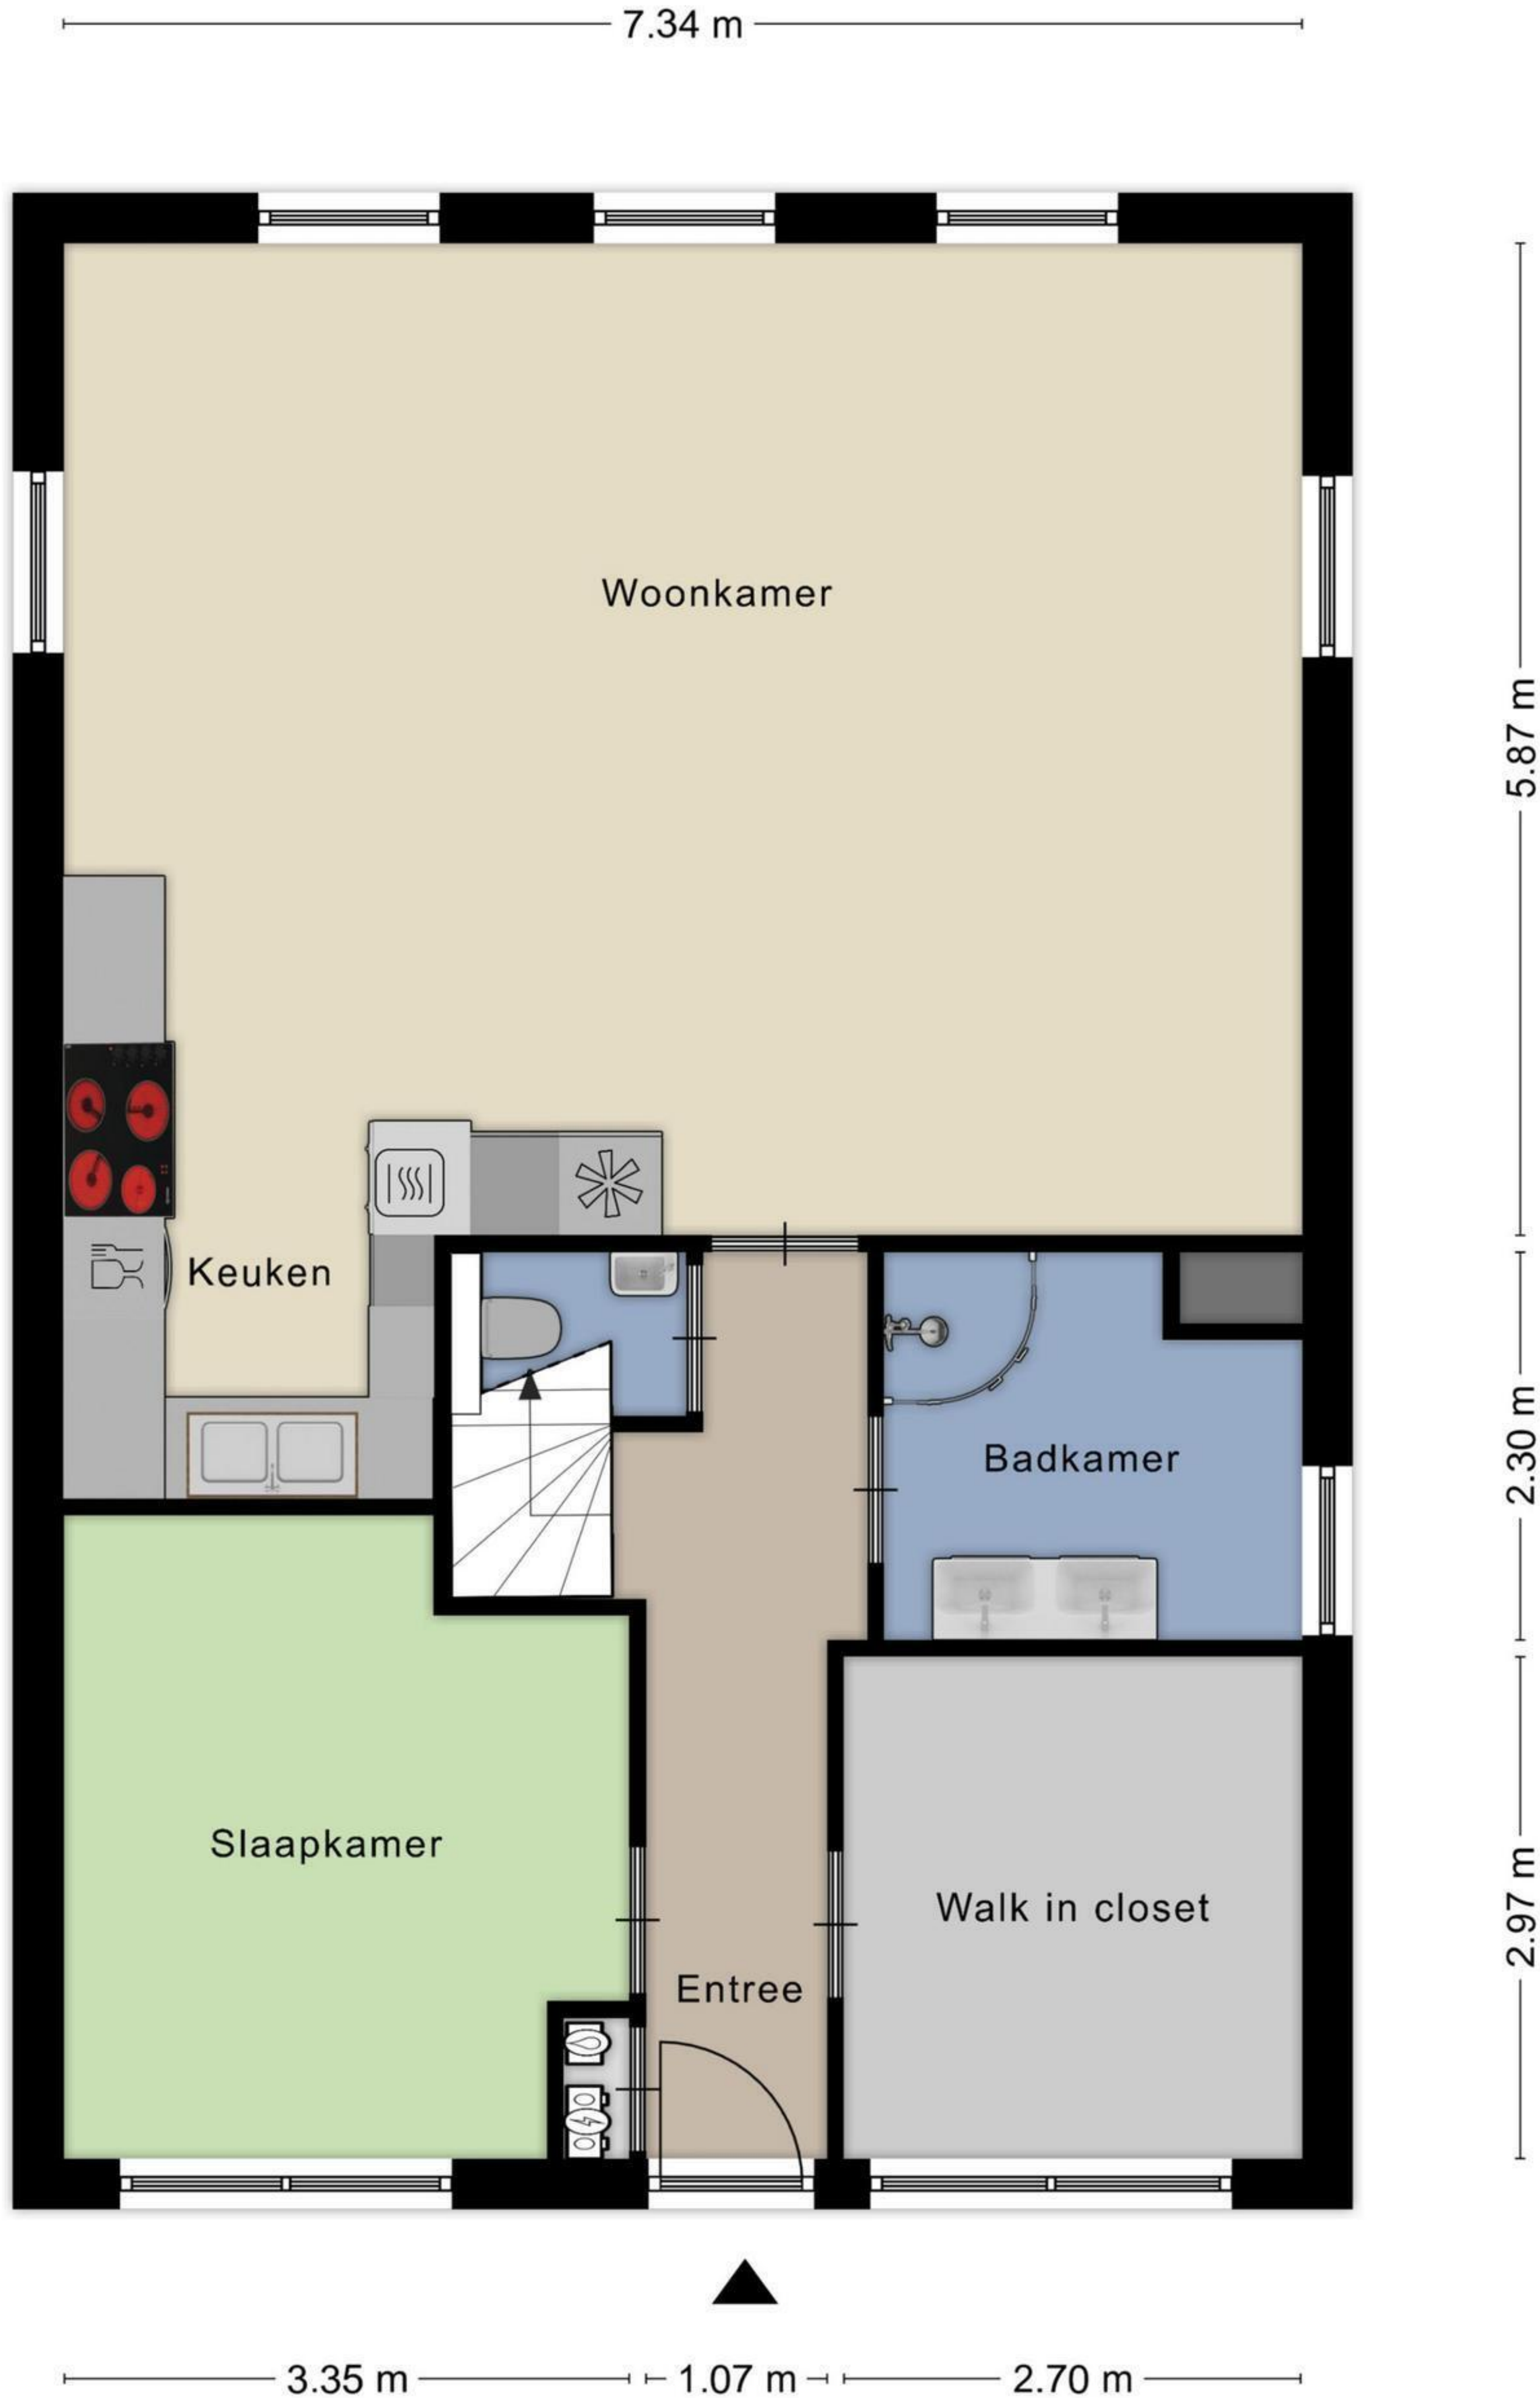 7.34 m
Woonkamer
5.87 m
Keuken
2.30 m
Badkamer
Slaapkamer
Walk in closet
2.97 m
Entree
3.35 m
1.07 m
2.70 m